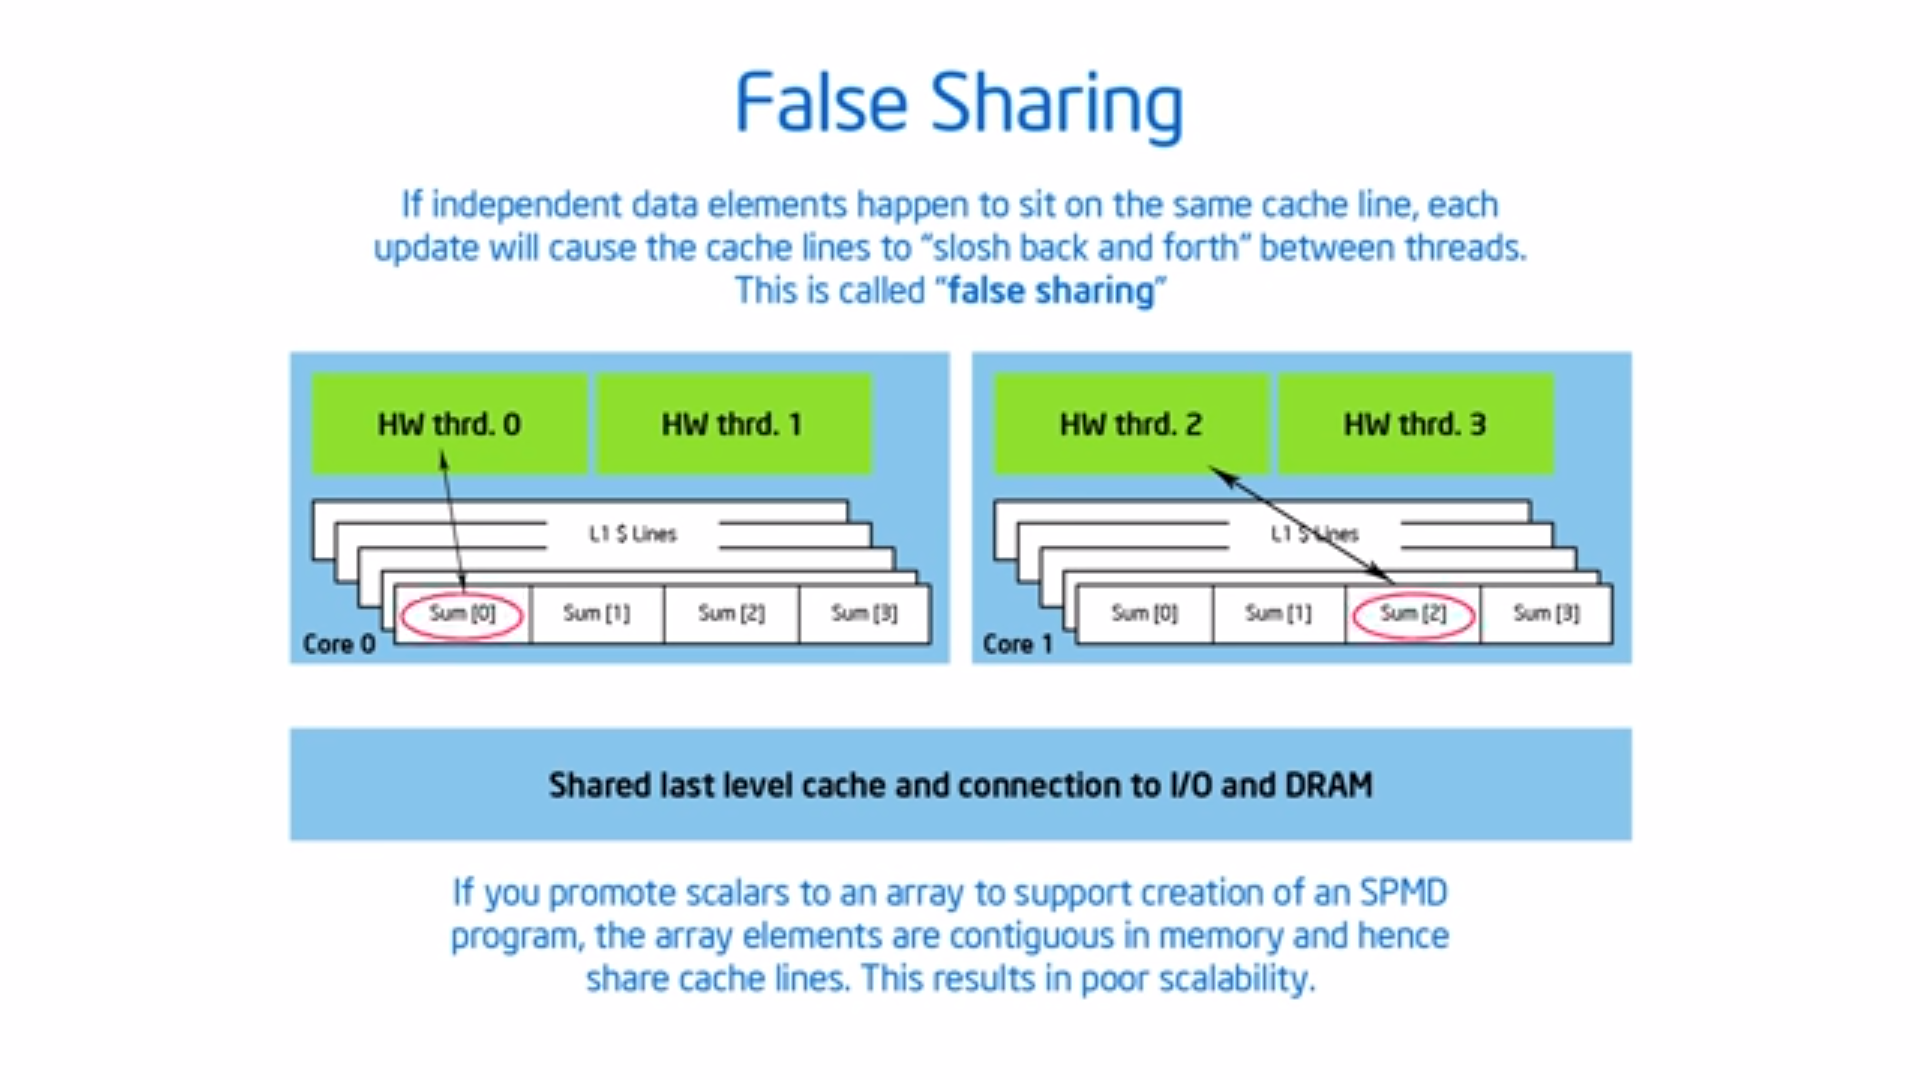 False Sharing
If independent data elements happen to sit on the same cache line, each
update will cause the cache lines to “slosh back and forth” between threads.
This is called “false sharing”
HW thrd. 0
HW thrd. 1
L1 $ Lines
Sum [0]
Sum [1]
Sum [2]
Sum [3]
Core 0
HW thrd. 2
HW thrd. 3
L1 $ Lines
Sum [0]
Sum [1]
Sum [2]
Sum [3]
Core 1
Shared last level cache and connection to I/O and DRAM
If you promote scalars to an array to support creation of an SPMD
program, the array elements are contiguous in memory and hence
share cache lines. This results in poor scalability.